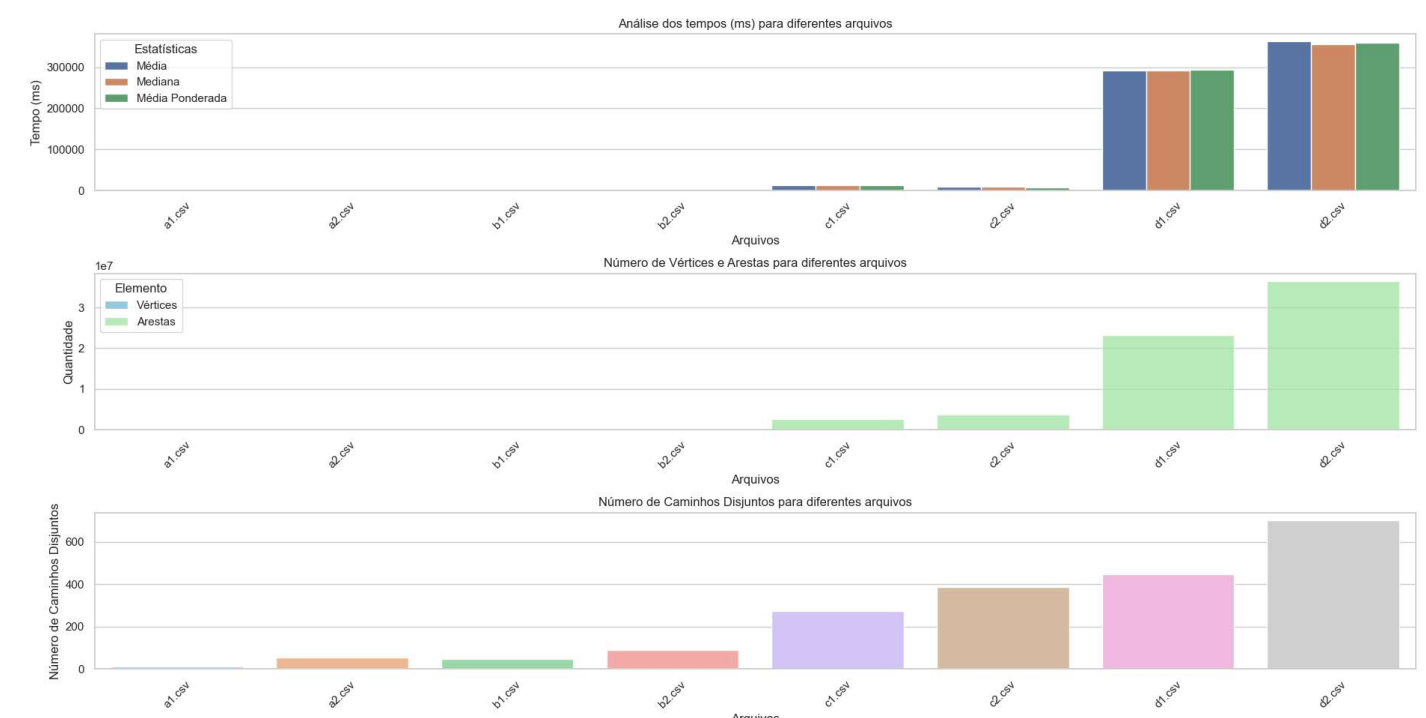 Análise dos tempos (ms) para diferentes arquivos
Estatísticas
Média
Mediana
Média Ponderada
Tempo (ms)
300000
200000
100000
0
a1.csv a2.csv b1.csv b2.csv c1.csv c2.csv d1.csv d2.csv
Arquivos
Número de Vértices e Arestas para diferentes arquivos
1e7
Elemento
Vértices
Arestas
Quantidade
3
2
1
0
a1.csv a2.csv b1.csv b2.csv c1.csv c2.csv d1.csv d2.csv
Arquivos
Número de Caminhos Disjuntos para diferentes arquivos
Número de Caminhos Disjuntos
600
400
200
0
a1.csv a2.csv b1.csv b2.csv c1.csv c2.csv d1.csv d2.csv
Arquivos